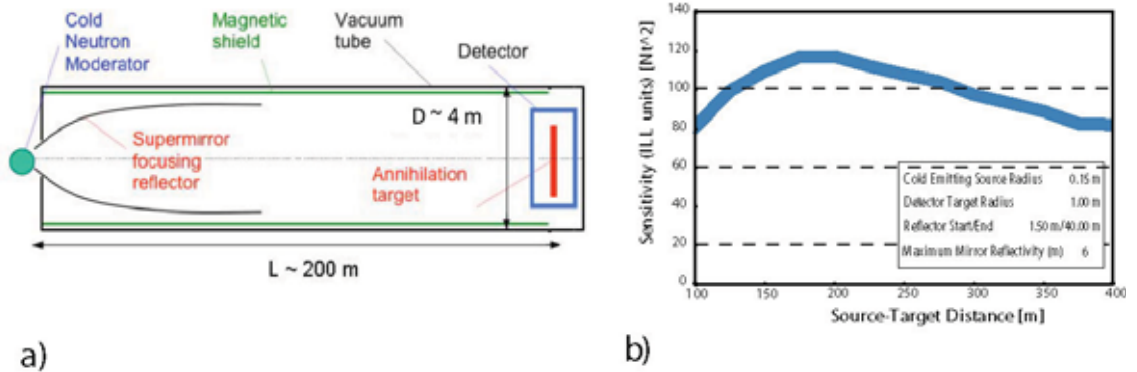 Cold
Neutron
Moderator
Magnetic
shield
Vacuum
tube
Detector
D ~ 4 m
Supermirror
focusing
reflector
Annihilation
target
L ~ 200 m
a)
Sensitivity (ILL units) [Nt^2]
140
120
100
80
60
40
20
0
Cold Emitting Source Radius 0.15 m
Detector Target Radius 1.00 m
Reflector Start/End 1.50 m/40.00 m
Maximum Mirror Reflectivity (m) 6
100 150 200 250 300 350 400
Source-Target Distance [m]
b)